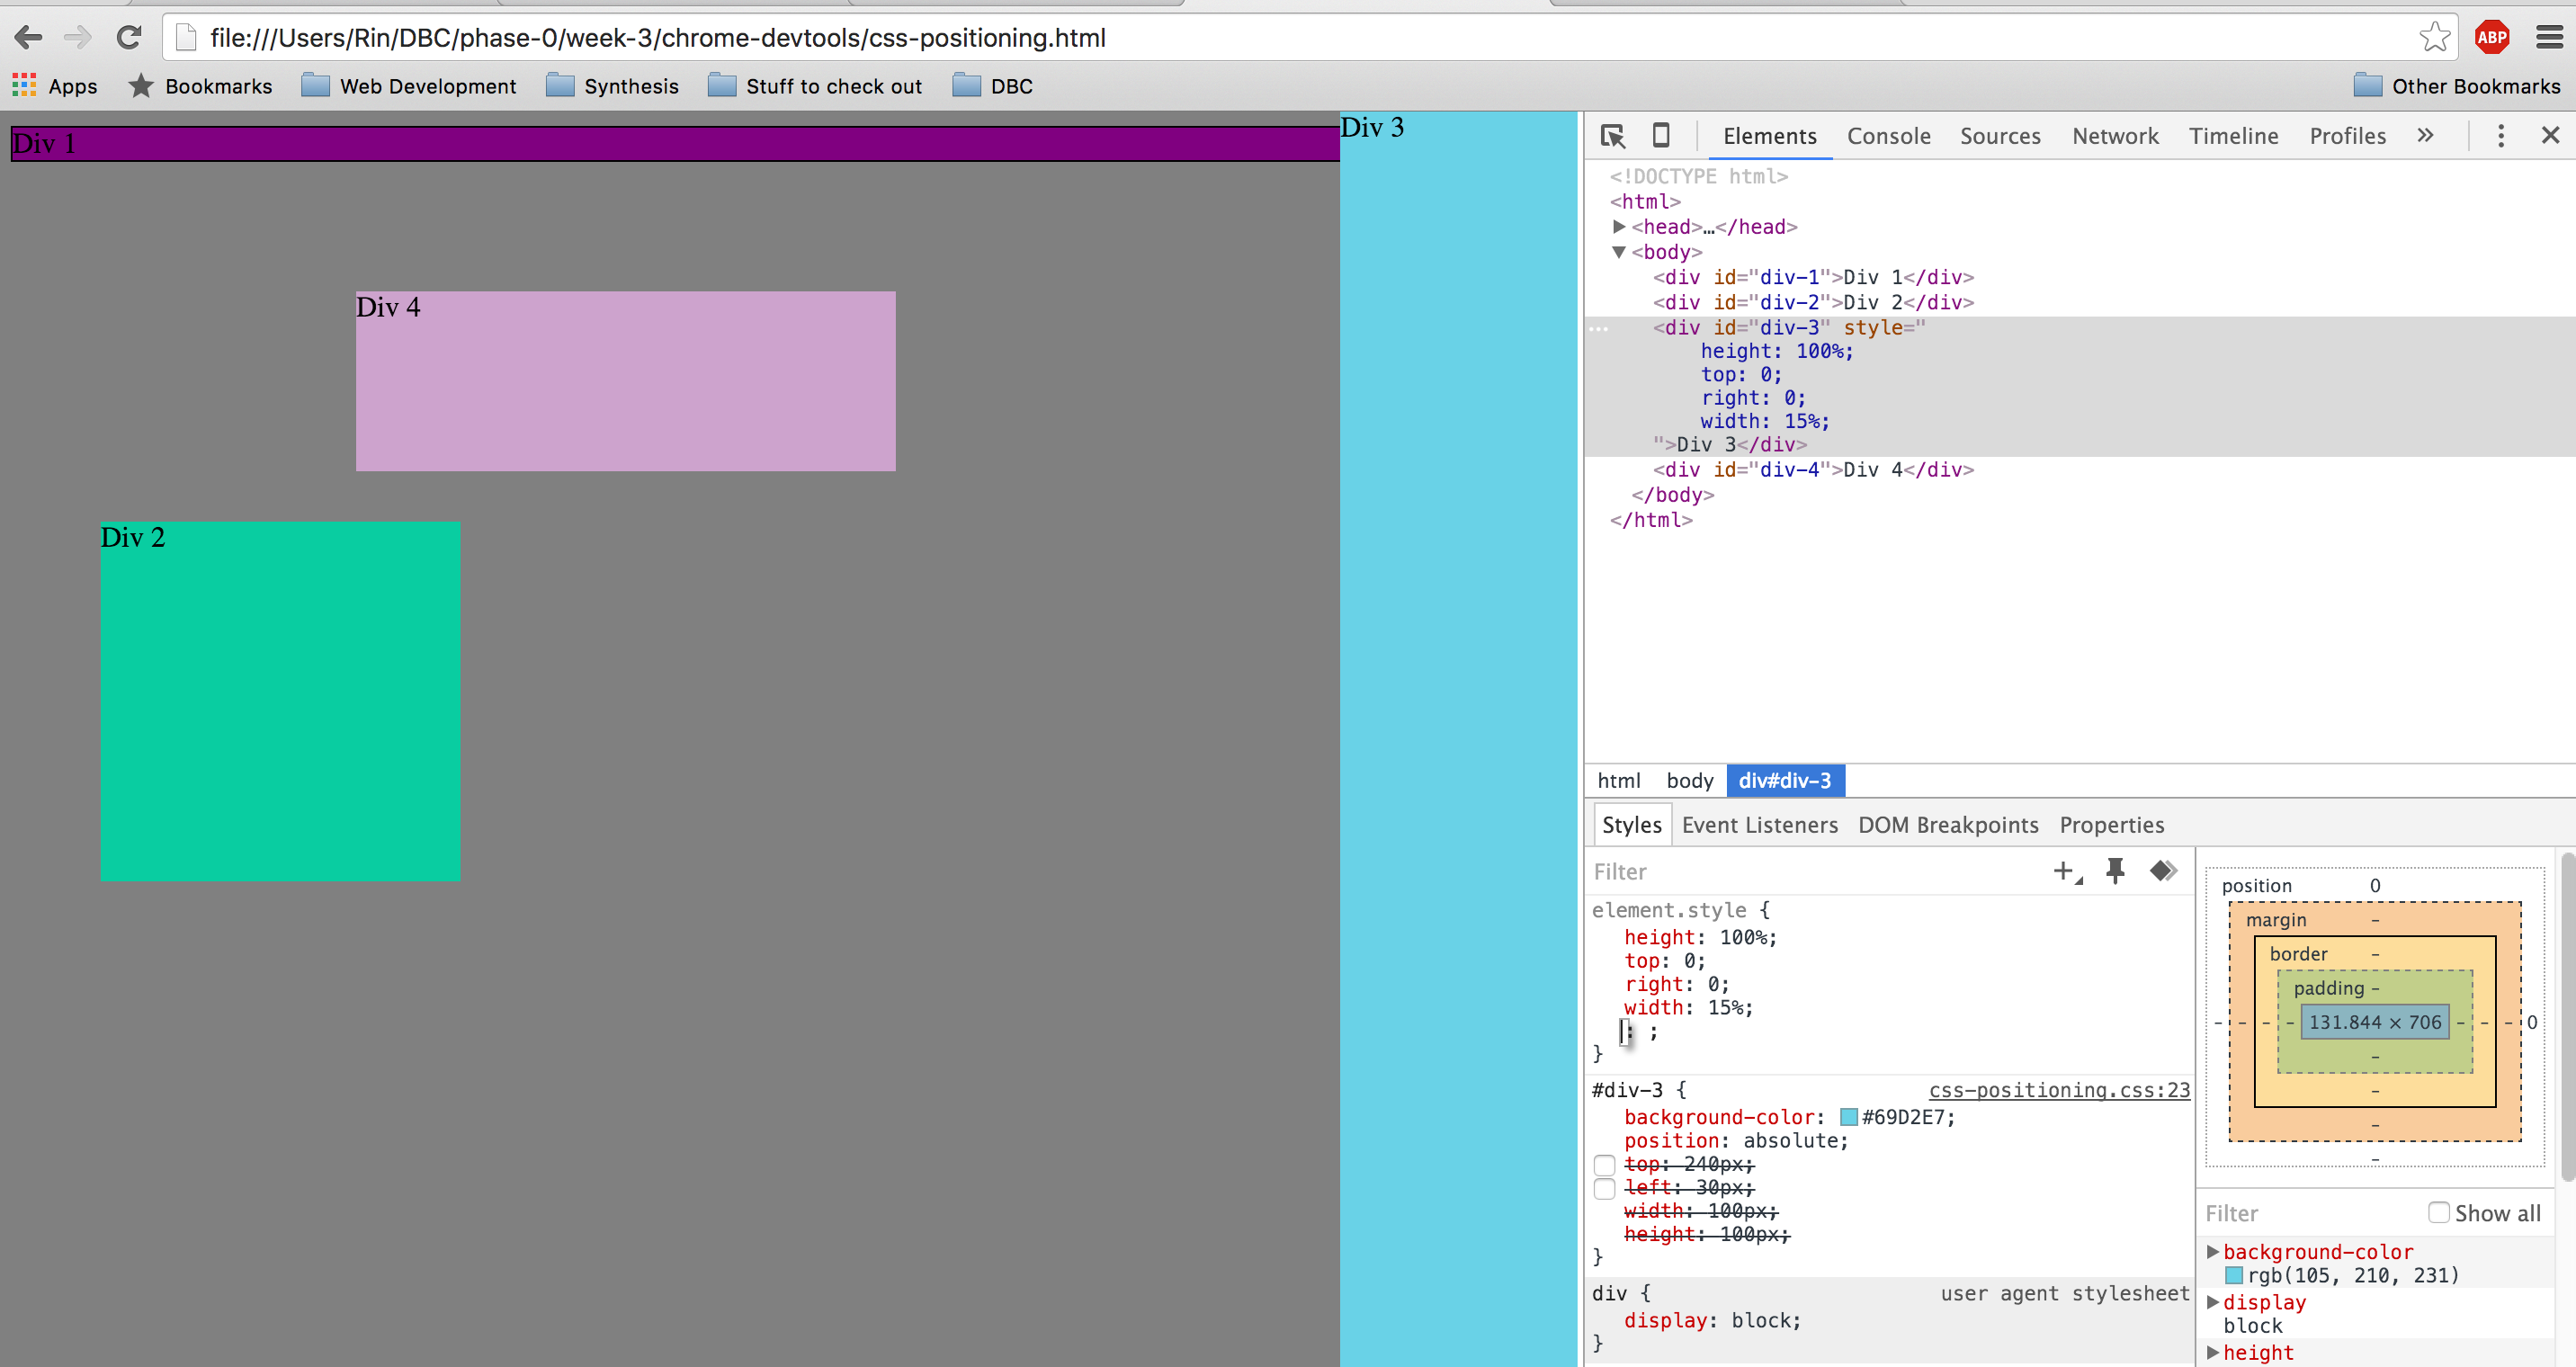 file:///Users/Rin/DBC/phase-0/week-3/chrome-devtools/css-positioning.html
ABP
Apps Bookmarks Web Development Synthesis Stuff to check out DBC Other Bookmarks
Div 1
Div 3
Div 4
Div 2
Elements Console Sources Network Timeline Profiles »
<!DOCTYPE html>
<html>
<head>…</head>
<body>
<div id="div-1">Div 1</div>
<div id="div-2">Div 2</div>
<div id="div-3" style="
height: 100%;
top: 0;
right: 0;
width: 15%;
">Div 3</div>
<div id="div-4">Div 4</div>
</body>
</html>
html body div#div-3
Styles Event Listeners DOM Breakpoints Properties
Filter
element.style {
height: 100%;
top: 0;
right: 0;
width: 15%;
: ;
}
#div-3 { css-positioning.css:23
background-color: #69D2E7;
position: absolute;
top: 240px;
left: 30px;
width: 100px;
height: 100px;
}
div { user agent stylesheet
display: block;
}
position 0
margin -
border -
padding -
- - - - 131.844 × 706 - - - 0
-
-
-
-
Filter Show all
background-color
rgb(105, 210, 231)
display
block
height